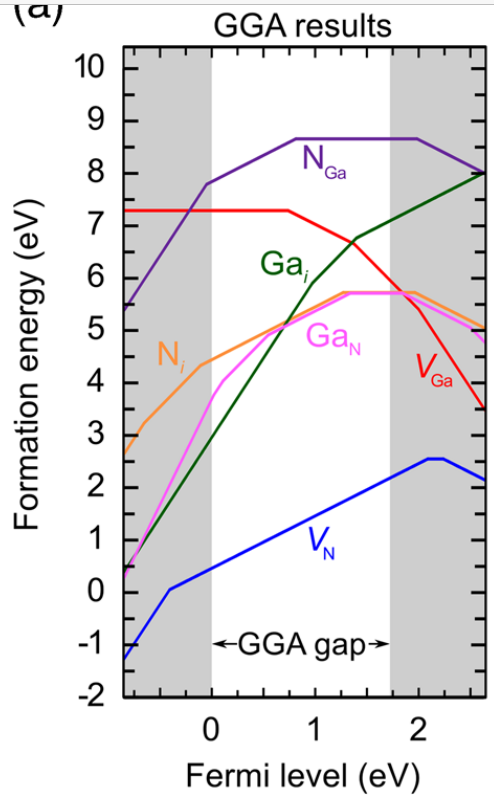 (a)
GGA results
Formation energy (eV)
10
9
8
7
6
5
4
3
2
1
0
-1
-2
N_Ga
Ga_i
N_i
Ga_N
V_Ga
V_N
GGA gap
0 1 2
Fermi level (eV)